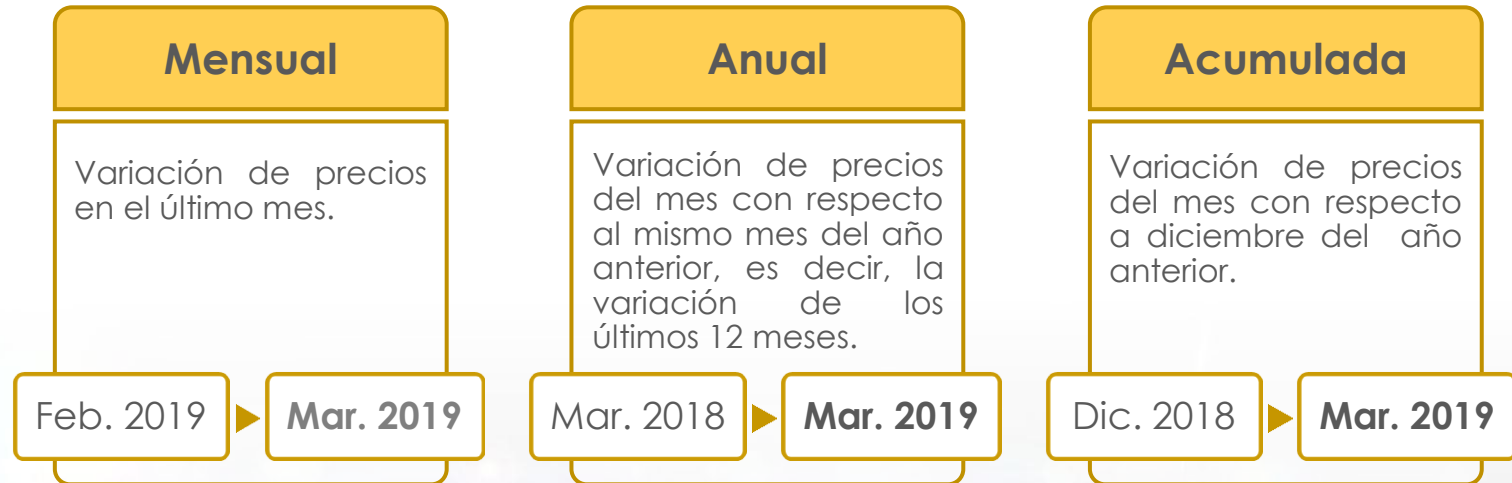 Mensual
Variación de precios
en el último mes.
Feb. 2019
Mar. 2019
Anual
Variación de precios
del mes con respecto
al mismo mes del año
anterior, es decir, la
variación de los
últimos 12 meses.
Mar. 2018
Mar. 2019
Acumulada
Variación de precios
del mes con respecto
a diciembre del año
anterior.
Dic. 2018
Mar. 2019